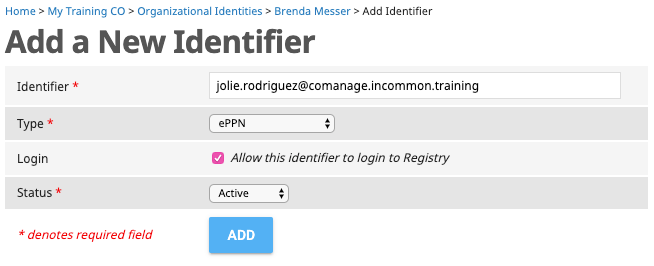 Home > My Training CO > Organizational Identities > Brenda Messer > Add Identifier
Add a New Identifier
Identifier * jolie.rodriguez@comanage.incommon.training
Type * ePPN
Login Allow this identifier to login to Registry
Status * Active
* denotes required field ADD